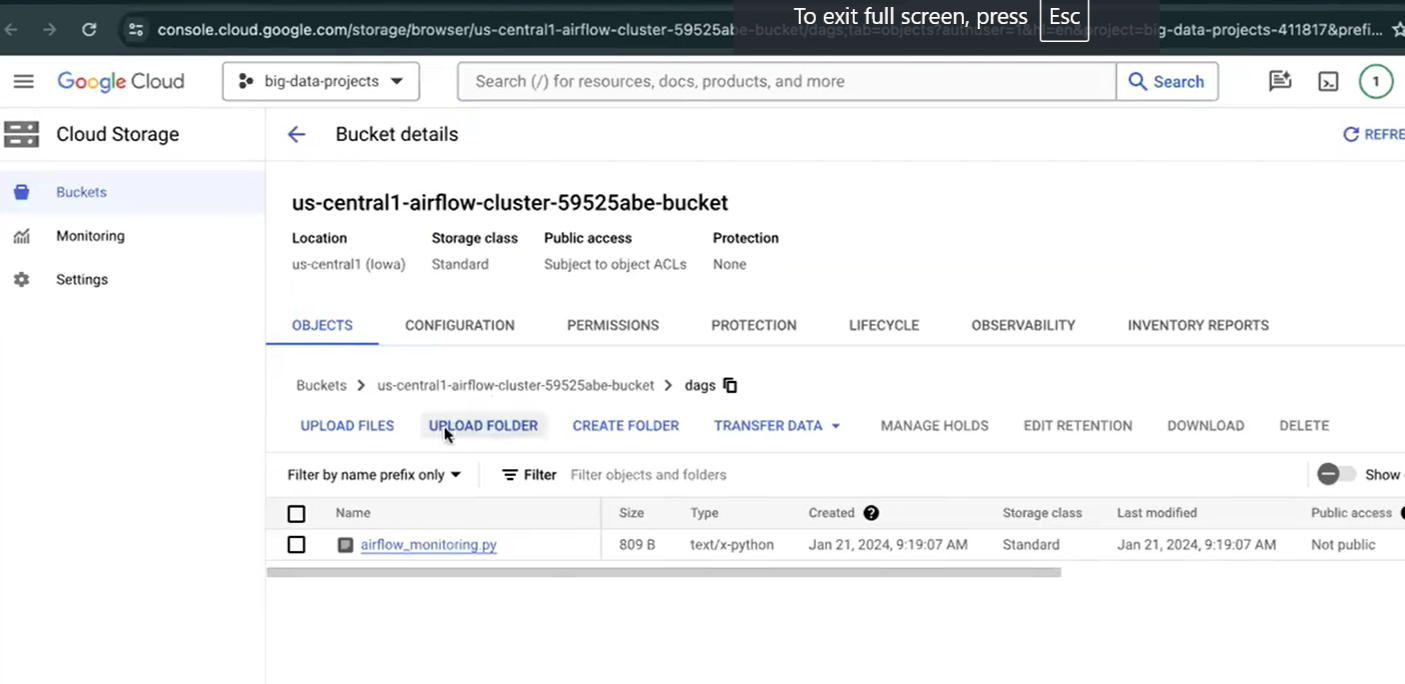 To exit full screen, press Esc
console.cloud.google.com/storage/browser/us-central1-airflow-cluster-59525abe-bucket/dags;tab=objects?authuser=1&hl=en&project=big-data-projects-411817&prefi...
Google Cloud
big-data-projects
Search (/) for resources, docs, products, and more
Search
1
Cloud Storage
Bucket details
REFRE
Buckets
Monitoring
Settings
us-central1-airflow-cluster-59525abe-bucket
Location Storage class Public access Protection
us-central1 (Iowa) Standard Subject to object ACLs None
OBJECTS CONFIGURATION PERMISSIONS PROTECTION LIFECYCLE OBSERVABILITY INVENTORY REPORTS
Buckets > us-central1-airflow-cluster-59525abe-bucket > dags
UPLOAD FILES UPLOAD FOLDER CREATE FOLDER TRANSFER DATA MANAGE HOLDS EDIT RETENTION DOWNLOAD DELETE
Filter by name prefix only Filter Filter objects and folders Show
Name Size Type Created ? Storage class Last modified Public access
airflow_monitoring.py 809 B text/x-python Jan 21, 2024, 9:19:07 AM Standard Jan 21, 2024, 9:19:07 AM Not public